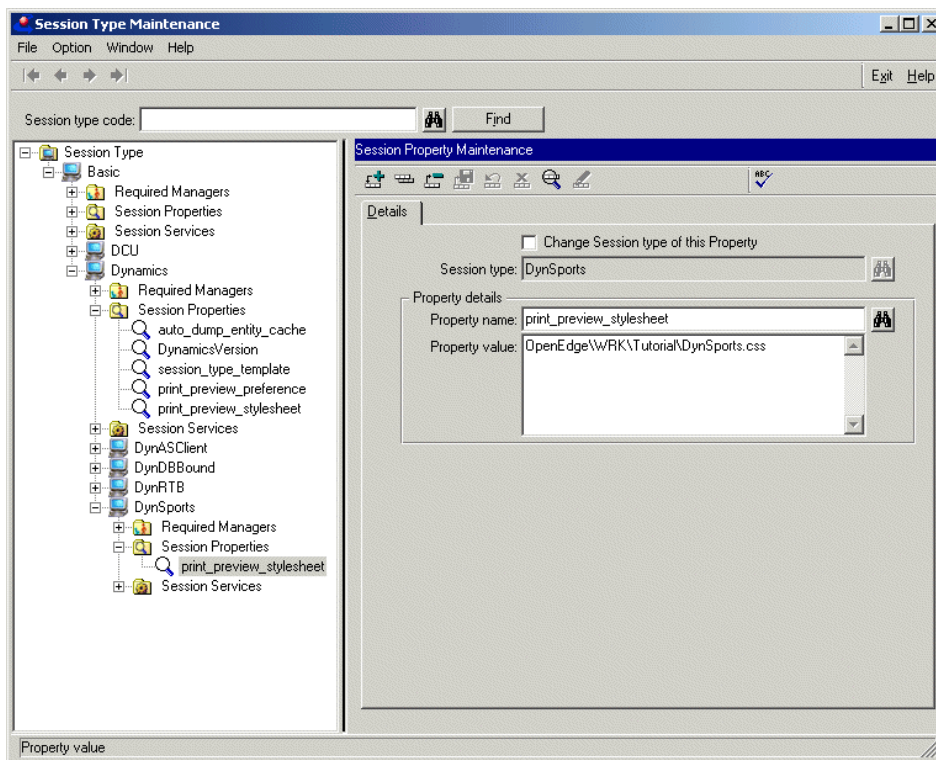 Session Type Maintenance
File Option Window Help
Exit Help
Session type code:
Find
Session Type
Basic
Required Managers
Session Properties
Session Services
DCU
Dynamics
Required Managers
Session Properties
auto_dump_entity_cache
DynamicsVersion
session_type_template
print_preview_preference
print_preview_stylesheet
Session Services
DynASClient
DynDBBound
DynRTB
DynSports
Required Managers
Session Properties
print_preview_stylesheet
Session Services
Session Property Maintenance
ABC
Details
Change Session type of this Property
Session type: DynSports
Property details
Property name: print_preview_stylesheet
Property value: OpenEdge\WRK\Tutorial\DynSports.css
Property value